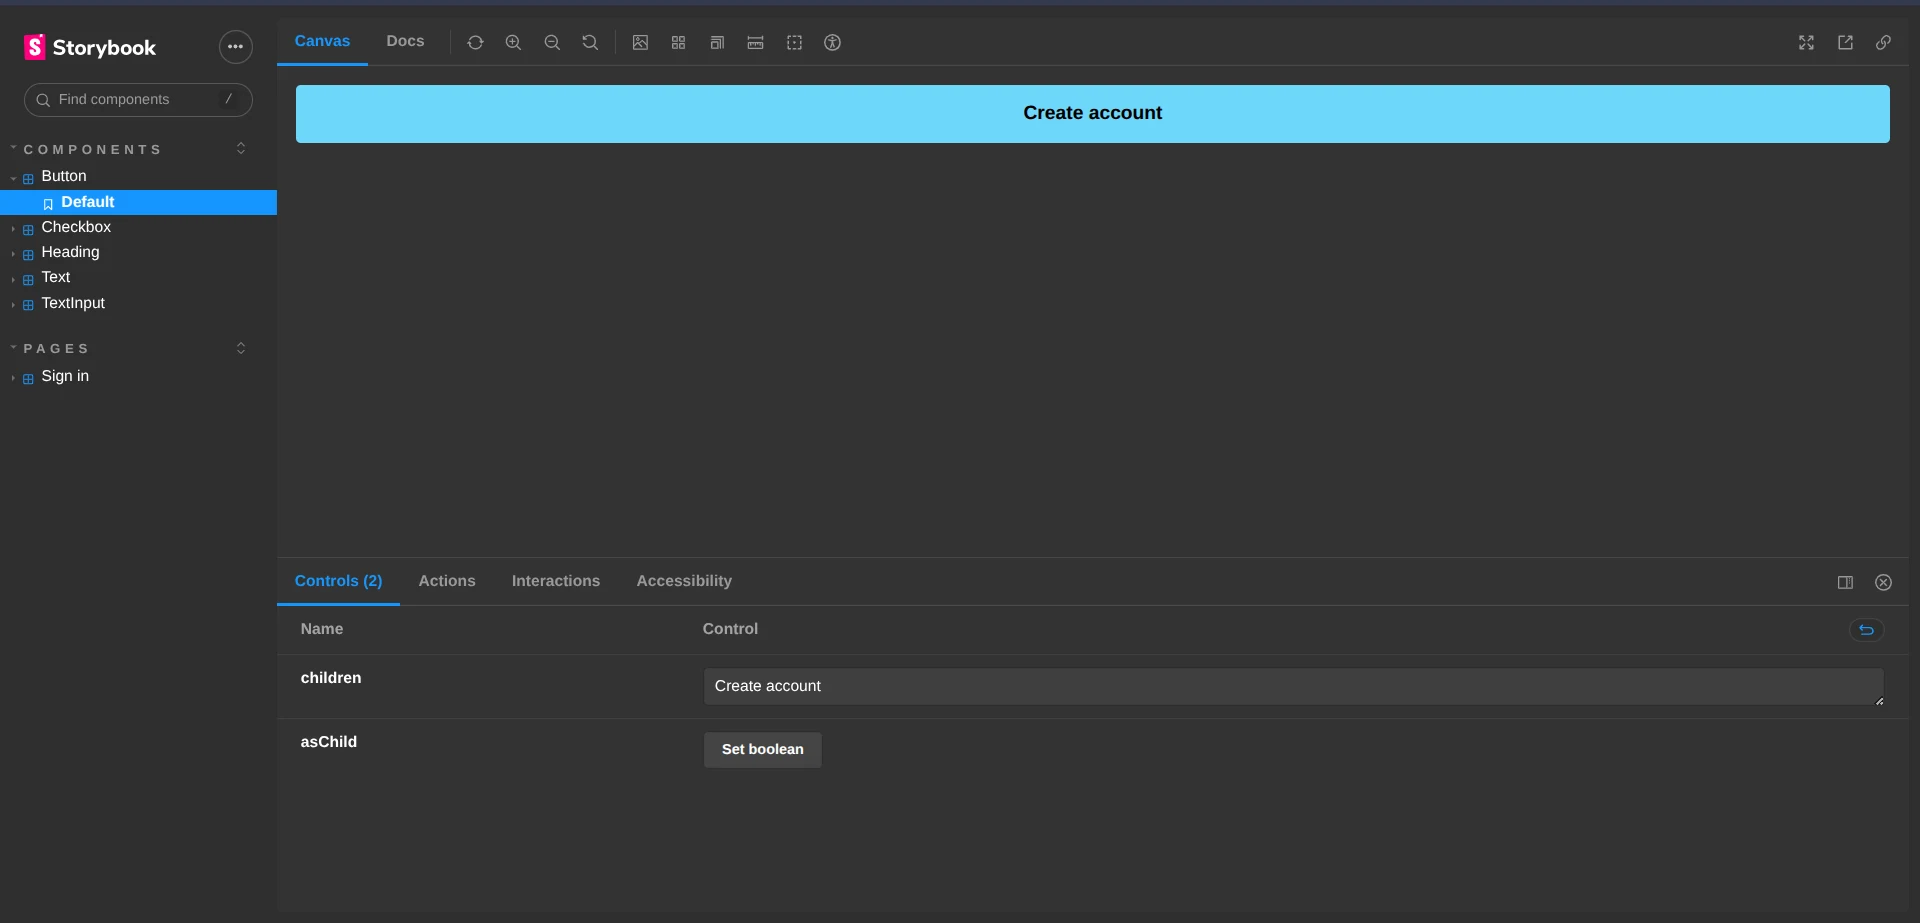 Storybook
Find components /
COMPONENTS
Button
Default
Checkbox
Heading
Text
TextInput
PAGES
Sign in
Canvas Docs
Create account
Controls (2) Actions Interactions Accessibility
Name Control
children Create account
asChild Set boolean